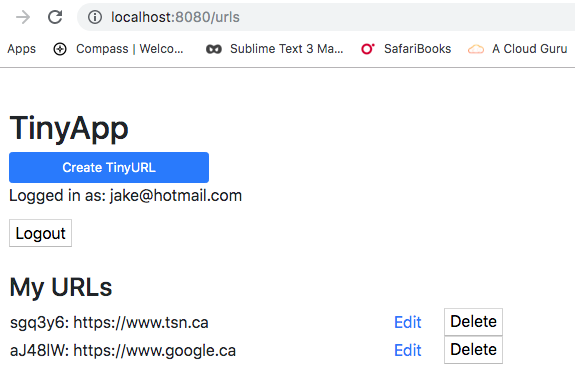 localhost:8080/urls
Apps Compass | Welco... Sublime Text 3 Ma... SafariBooks A Cloud Guru
TinyApp
Create TinyURL
Logged in as: jake@hotmail.com
Logout
My URLs
sgq3y6: https://www.tsn.ca Edit Delete
aJ48lW: https://www.google.ca Edit Delete